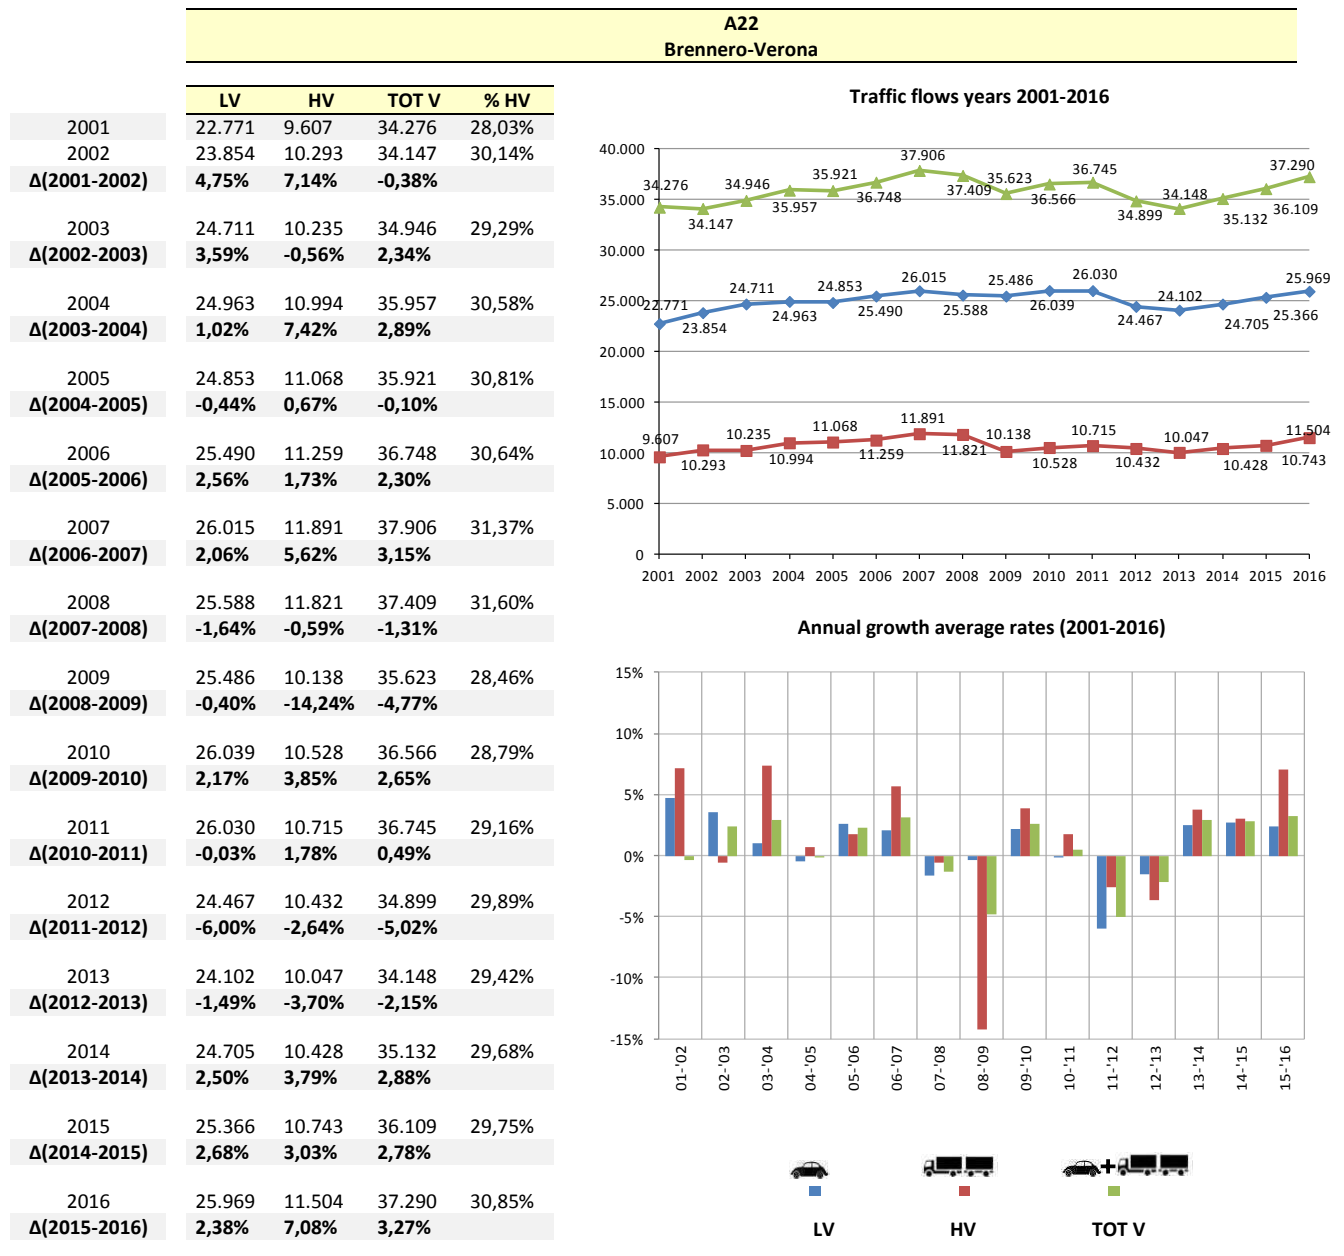 A22
Brennero-Verona
LV HV TOT V % HV
2001 22.771 9.607 34.276 28,03%
2002 23.854 10.293 34.147 30,14%
Δ(2001-2002) 4,75% 7,14% -0,38%
2003 24.711 10.235 34.946 29,29%
Δ(2002-2003) 3,59% -0,56% 2,34%
2004 24.963 10.994 35.957 30,58%
Δ(2003-2004) 1,02% 7,42% 2,89%
2005 24.853 11.068 35.921 30,81%
Δ(2004-2005) -0,44% 0,67% -0,10%
2006 25.490 11.259 36.748 30,64%
Δ(2005-2006) 2,56% 1,73% 2,30%
2007 26.015 11.891 37.906 31,37%
Δ(2006-2007) 2,06% 5,62% 3,15%
2008 25.588 11.821 37.409 31,60%
Δ(2007-2008) -1,64% -0,59% -1,31%
2009 25.486 10.138 35.623 28,46%
Δ(2008-2009) -0,40% -14,24% -4,77%
2010 26.039 10.528 36.566 28,79%
Δ(2009-2010) 2,17% 3,85% 2,65%
2011 26.030 10.715 36.745 29,16%
Δ(2010-2011) -0,03% 1,78% 0,49%
2012 24.467 10.432 34.899 29,89%
Δ(2011-2012) -6,00% -2,64% -5,02%
2013 24.102 10.047 34.148 29,42%
Δ(2012-2013) -1,49% -3,70% -2,15%
2014 24.705 10.428 35.132 29,68%
Δ(2013-2014) 2,50% 3,79% 2,88%
2015 25.366 10.743 36.109 29,75%
Δ(2014-2015) 2,68% 3,03% 2,78%
2016 25.969 11.504 37.290 30,85%
Δ(2015-2016) 2,38% 7,08% 3,27%
Traffic flows years 2001-2016
40.000
35.000
30.000
25.000
20.000
15.000
10.000
5.000
0
34.276 34.147 34.946 35.957 35.921 36.748 37.906 37.409 35.623 36.566 36.745 34.899 34.148 35.132 36.109 37.290
22.771 23.854 24.711 24.963 24.853 25.490 26.015 25.588 25.486 26.039 26.030 24.467 24.102 24.705 25.366 25.969
9.607 10.293 10.235 10.994 11.068 11.259 11.891 11.821 10.138 10.528 10.715 10.432 10.047 10.428 10.743 11.504
2001 2002 2003 2004 2005 2006 2007 2008 2009 2010 2011 2012 2013 2014 2015 2016
Annual growth average rates (2001-2016)
15%
10%
5%
0%
-5%
-10%
-15%
01-'02 02-'03 03-'04 04-'05 05-'06 06-'07 07-'08 08-'09 09-'10 10-'11 11-'12 12-'13 13-'14 14-'15 15-'16
+
LV HV TOT V